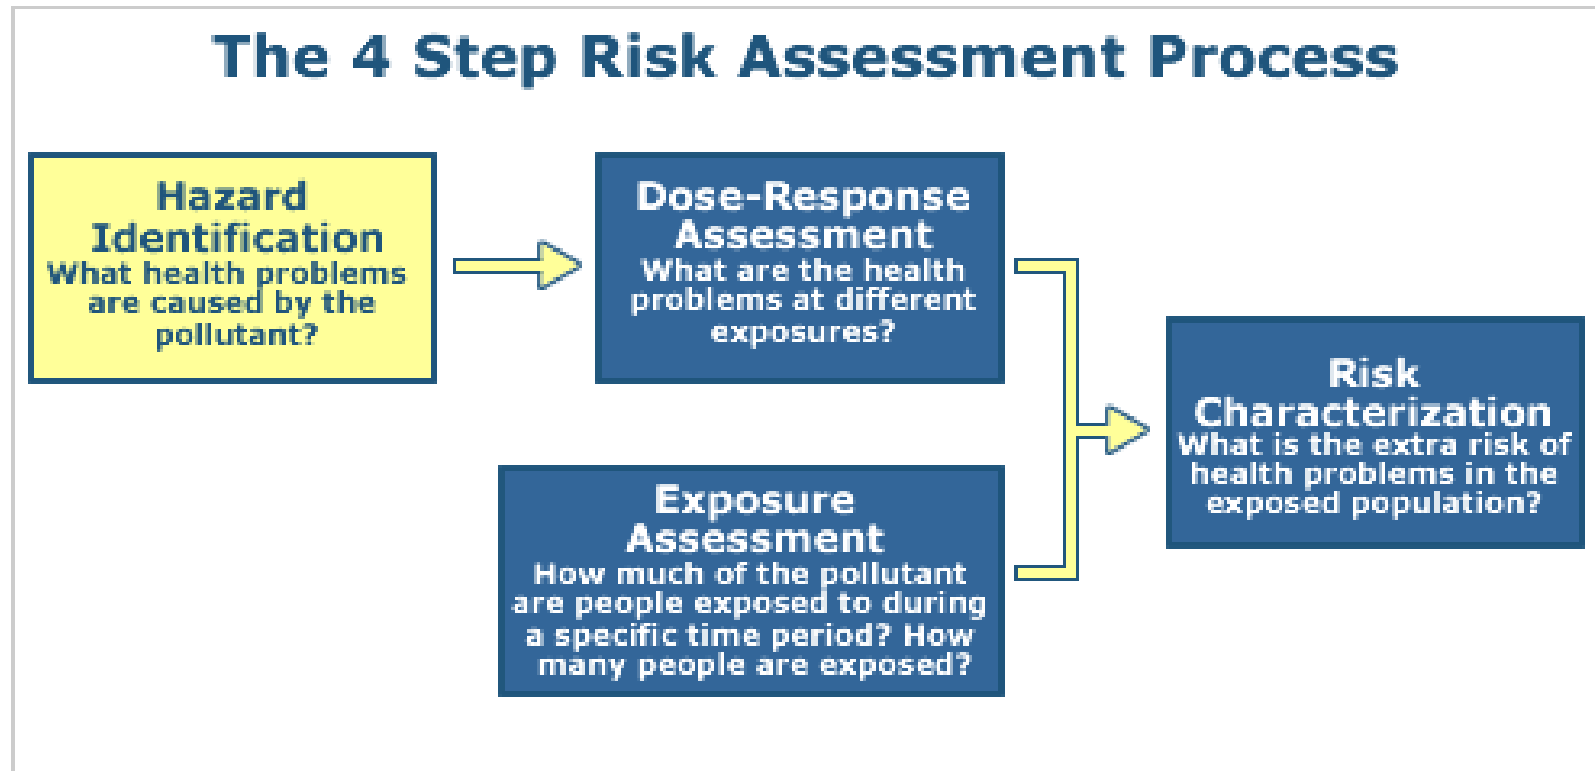 The 4 Step Risk Assessment Process
Hazard
Identification
What health problems
are caused by the
pollutant?
Dose-Response
Assessment
What are the health
problems at different
exposures?
Exposure
Assessment
How much of the pollutant
are people exposed to during
a specific time period? How
many people are exposed?
Risk
Characterization
What is the extra risk of
health problems in the
exposed population?